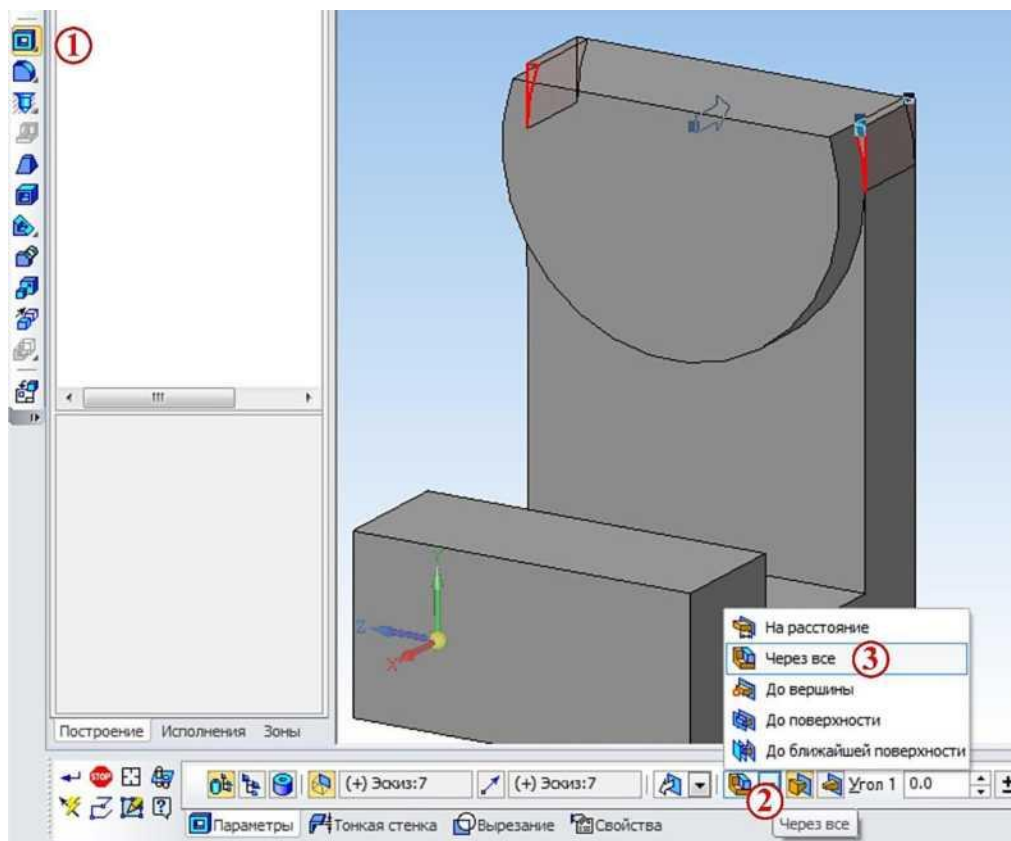 1
Y
Z
X
На расстояние
Через все 3
До вершины
До поверхности
До ближайшей поверхности
Построение Исполнения Зоны
STOP (+) Эскиз:7 (+) Эскиз:7 2 Угол 1 0.0
Параметры Тонкая стенка Вырезание Свойства Через все